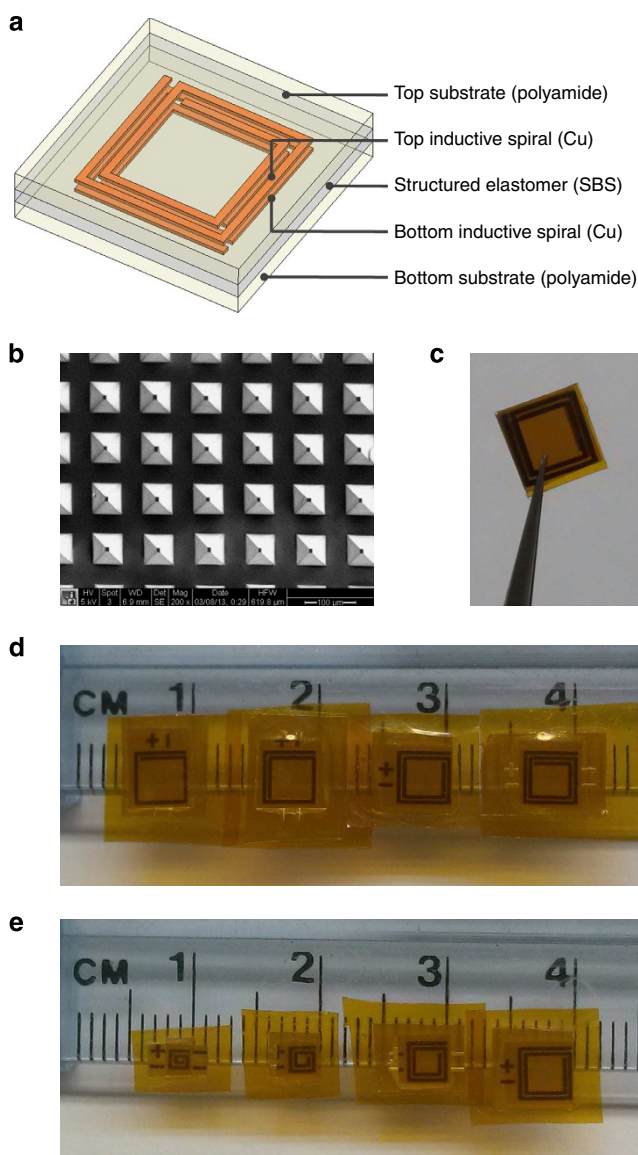 a
Top substrate (polyamide)
Top inductive spiral (Cu)
Structured elastomer (SBS)
Bottom inductive spiral (Cu)
Bottom substrate (polyamide)
b
c
HV Spot WD Det Mag Date HFW
5 kV 3 6.9 mm SE 200 x 03/08/13, 0:29 619.8 µm 100 µm
d
CM 1 2 3 4
+ I + I + +
− −
e
CM 1 2 3 4
+ +
− −